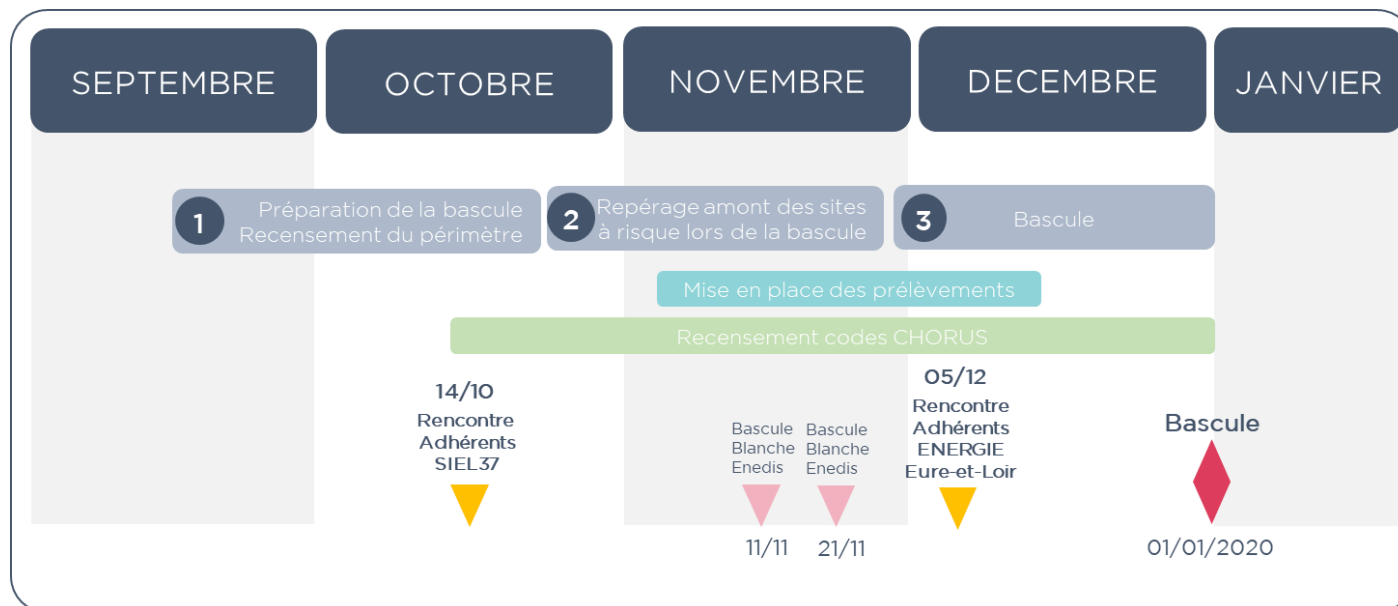 SEPTEMBRE
OCTOBRE
NOVEMBRE
DECEMBRE
JANVIER
1
Préparation de la bascule
Recensement du périmètre
2
Repérage amont des sites
à risque lors de la bascule
3
Bascule
Mise en place des prélèvements
Recensement codes CHORUS
14/10
Rencontre
Adhérents
SIEL37
Bascule
Blanche
Enedis
11/11
Bascule
Blanche
Enedis
21/11
05/12
Rencontre
Adhérents
ENERGIE
Eure-et-Loir
Bascule
01/01/2020